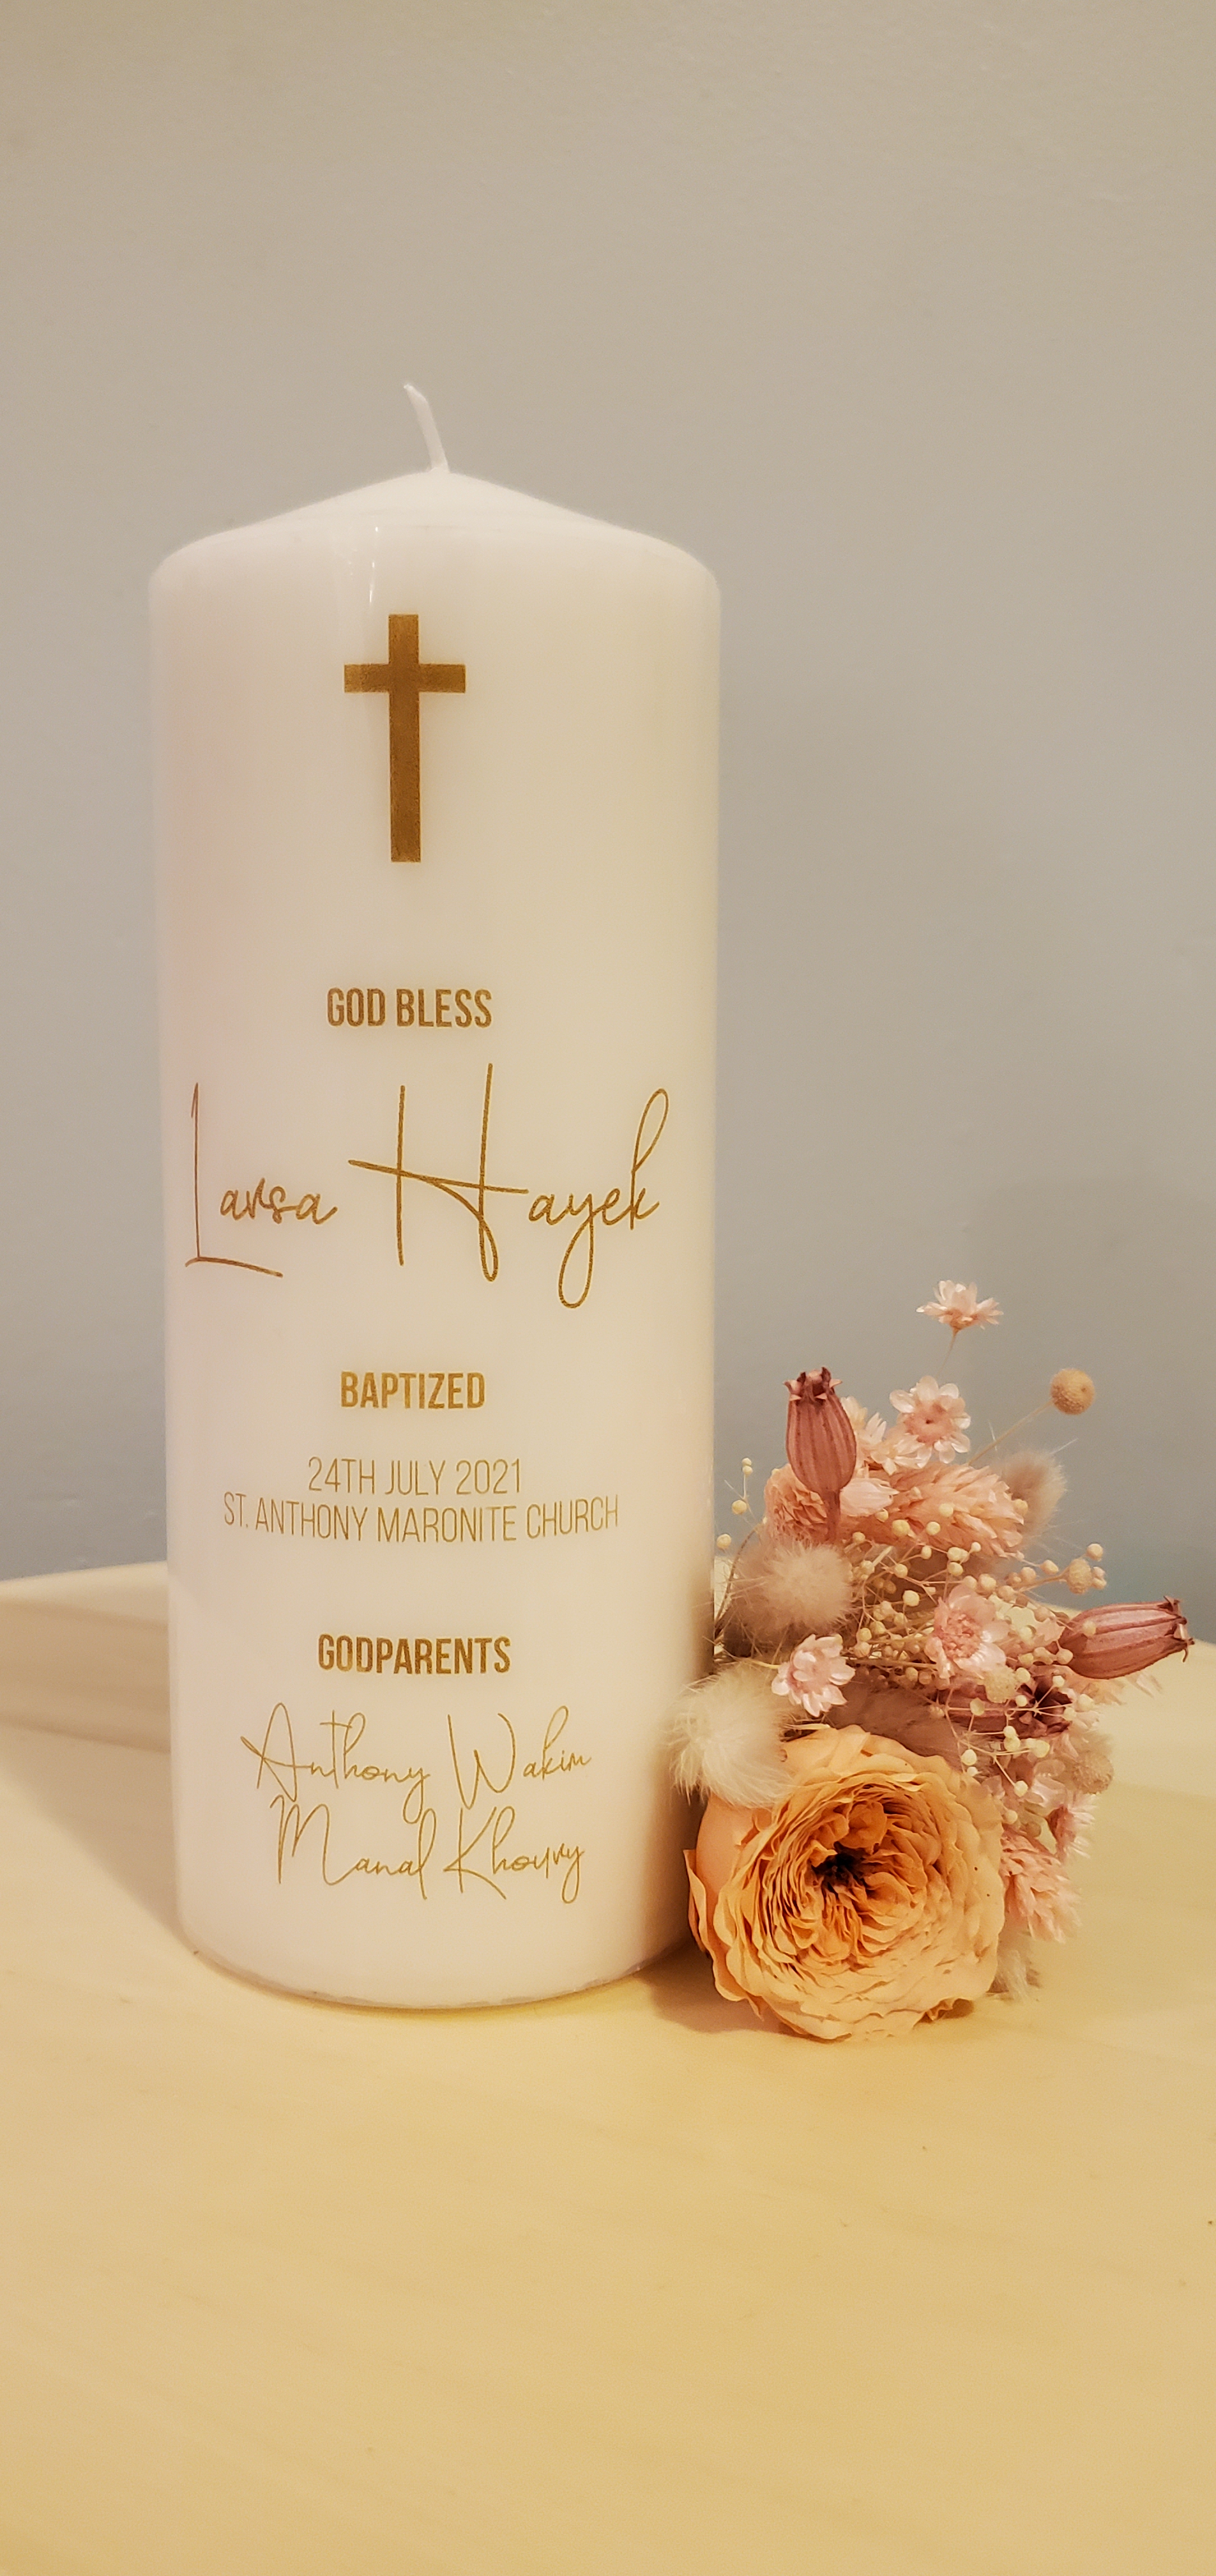 GOD BLESS
Larsa Hayek
BAPTIZED
24TH JULY 2021
ST. ANTHONY MARONITE CHURCH
GODPARENTS
Anthony Wakim
Manal Khoury